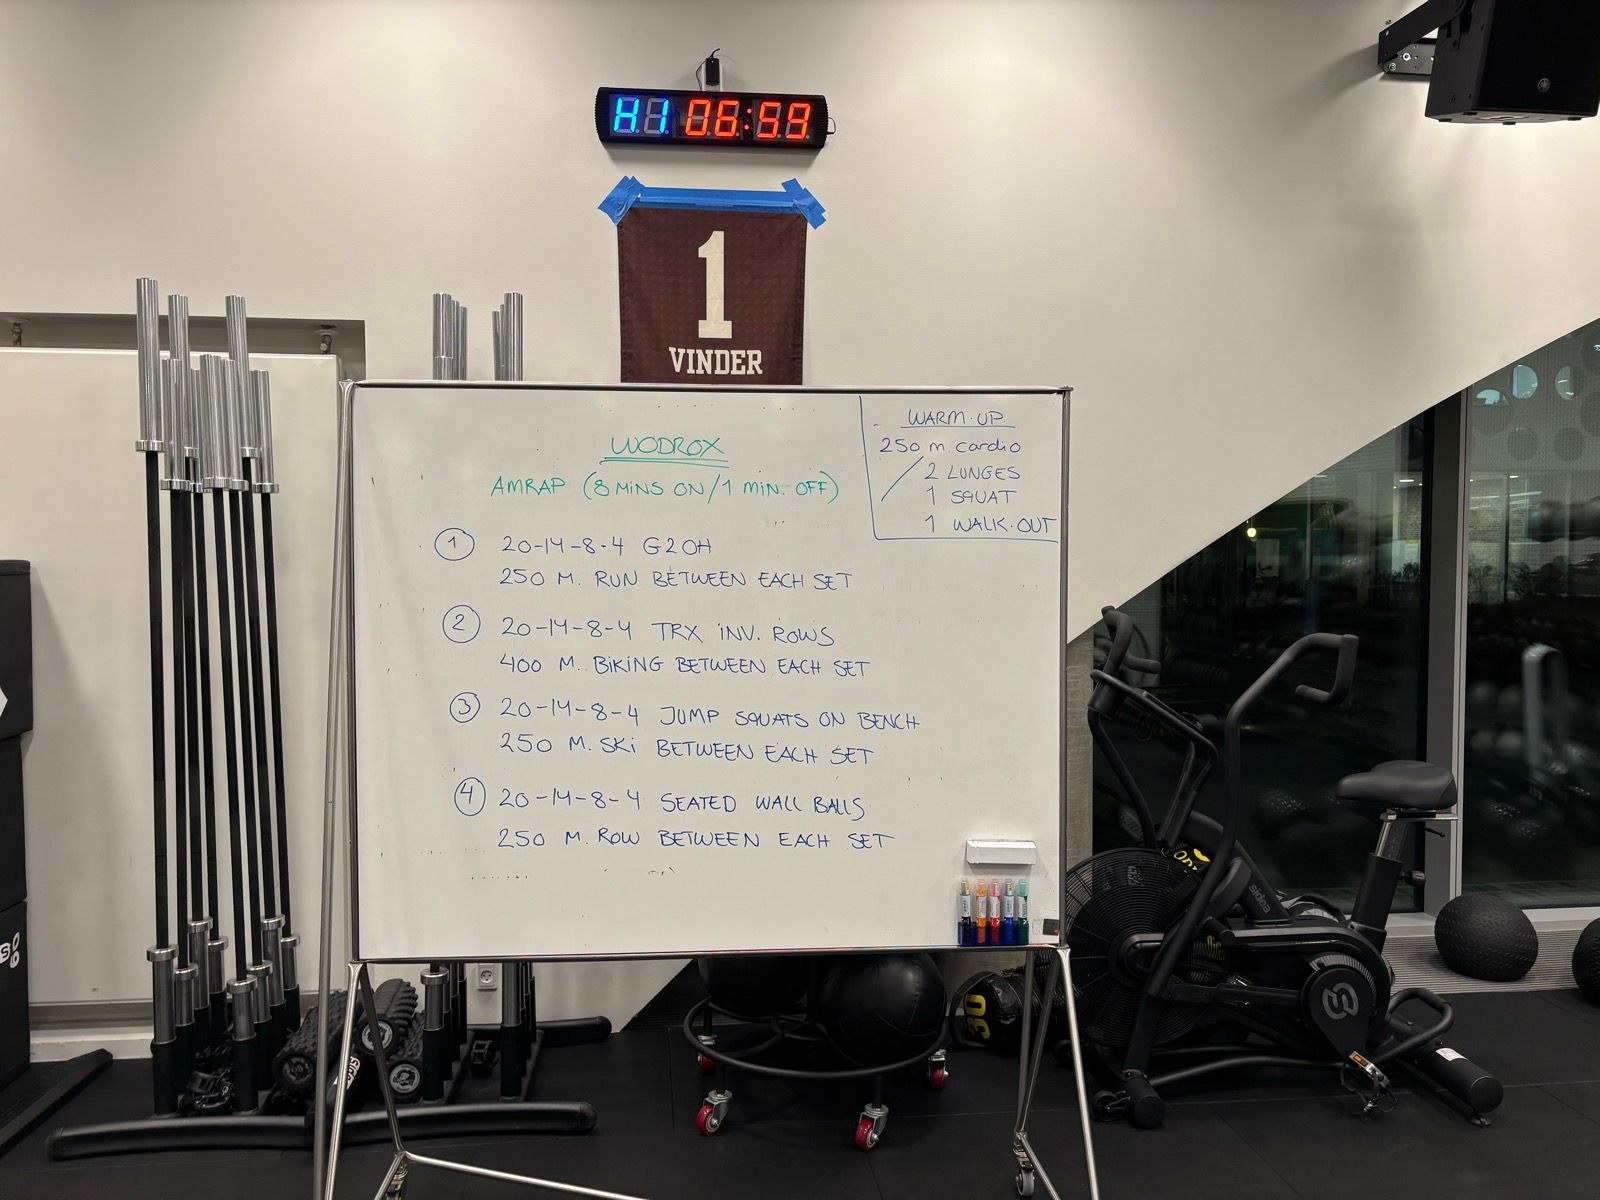 H1 06:59
1
VINDER
WODROX
AMRAP (8 MINS ON/1 MIN. OFF)
WARM-UP
250 m. cardio
2 LUNGES
1 SQUAT
1 WALK-OUT
1 20-14-8-4 G2OH
250 M. RUN BETWEEN EACH SET
2 20-14-8-4 TRX INV. ROWS
400 M. BIKING BETWEEN EACH SET
3 20-14-8-4 JUMP SQUATS ON BENCH
250 M. SKI BETWEEN EACH SET
4 20-14-8-4 SEATED WALL BALLS
250 M. ROW BETWEEN EACH SET
30
sidea